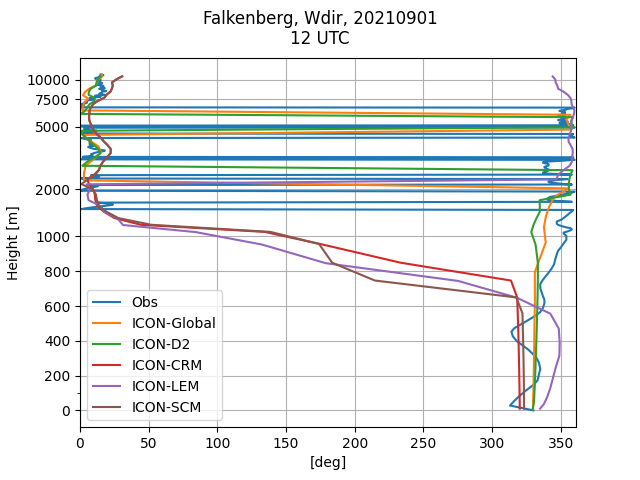 Falkenberg, Wdir, 20210901
12 UTC
10000
7500
5000
2000
1000
800
600
400
200
0
Height [m]
Obs
ICON-Global
ICON-D2
ICON-CRM
ICON-LEM
ICON-SCM
0 50 100 150 200 250 300 350
[deg]